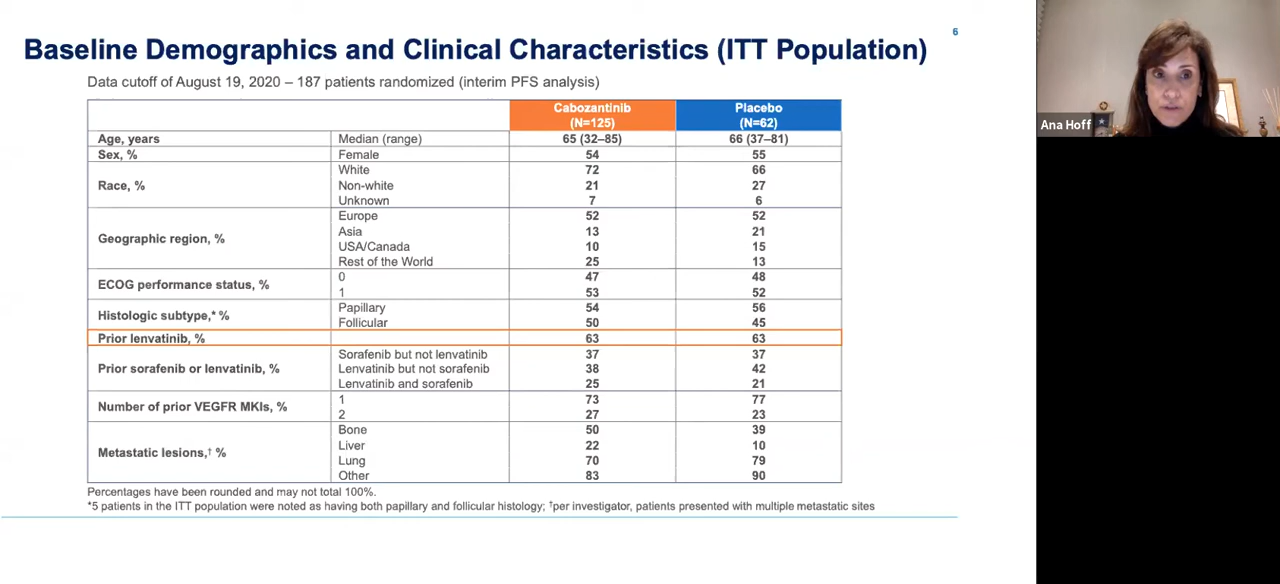 6
Baseline Demographics and Clinical Characteristics (ITT Population)
Data cutoff of August 19, 2020 – 187 patients randomized (interim PFS analysis)
Cabozantinib (N=125) Placebo (N=62)
Age, years Median (range) 65 (32–85) 66 (37–81)
Sex, % Female 54 55
Race, % White 72 66
Non-white 21 27
Unknown 7 6
Geographic region, % Europe 52 52
Asia 13 21
USA/Canada 10 15
Rest of the World 25 13
ECOG performance status, % 0 47 48
1 53 52
Histologic subtype,* % Papillary 54 56
Follicular 50 45
Prior lenvatinib, % 63 63
Prior sorafenib or lenvatinib, % Sorafenib but not lenvatinib 37 37
Lenvatinib but not sorafenib 38 42
Lenvatinib and sorafenib 25 21
Number of prior VEGFR MKIs, % 1 73 77
2 27 23
Metastatic lesions,† % Bone 50 39
Liver 22 10
Lung 70 79
Other 83 90
Percentages have been rounded and may not total 100%.
*5 patients in the ITT population were noted as having both papillary and follicular histology; †per investigator, patients presented with multiple metastatic sites
Ana Hoff